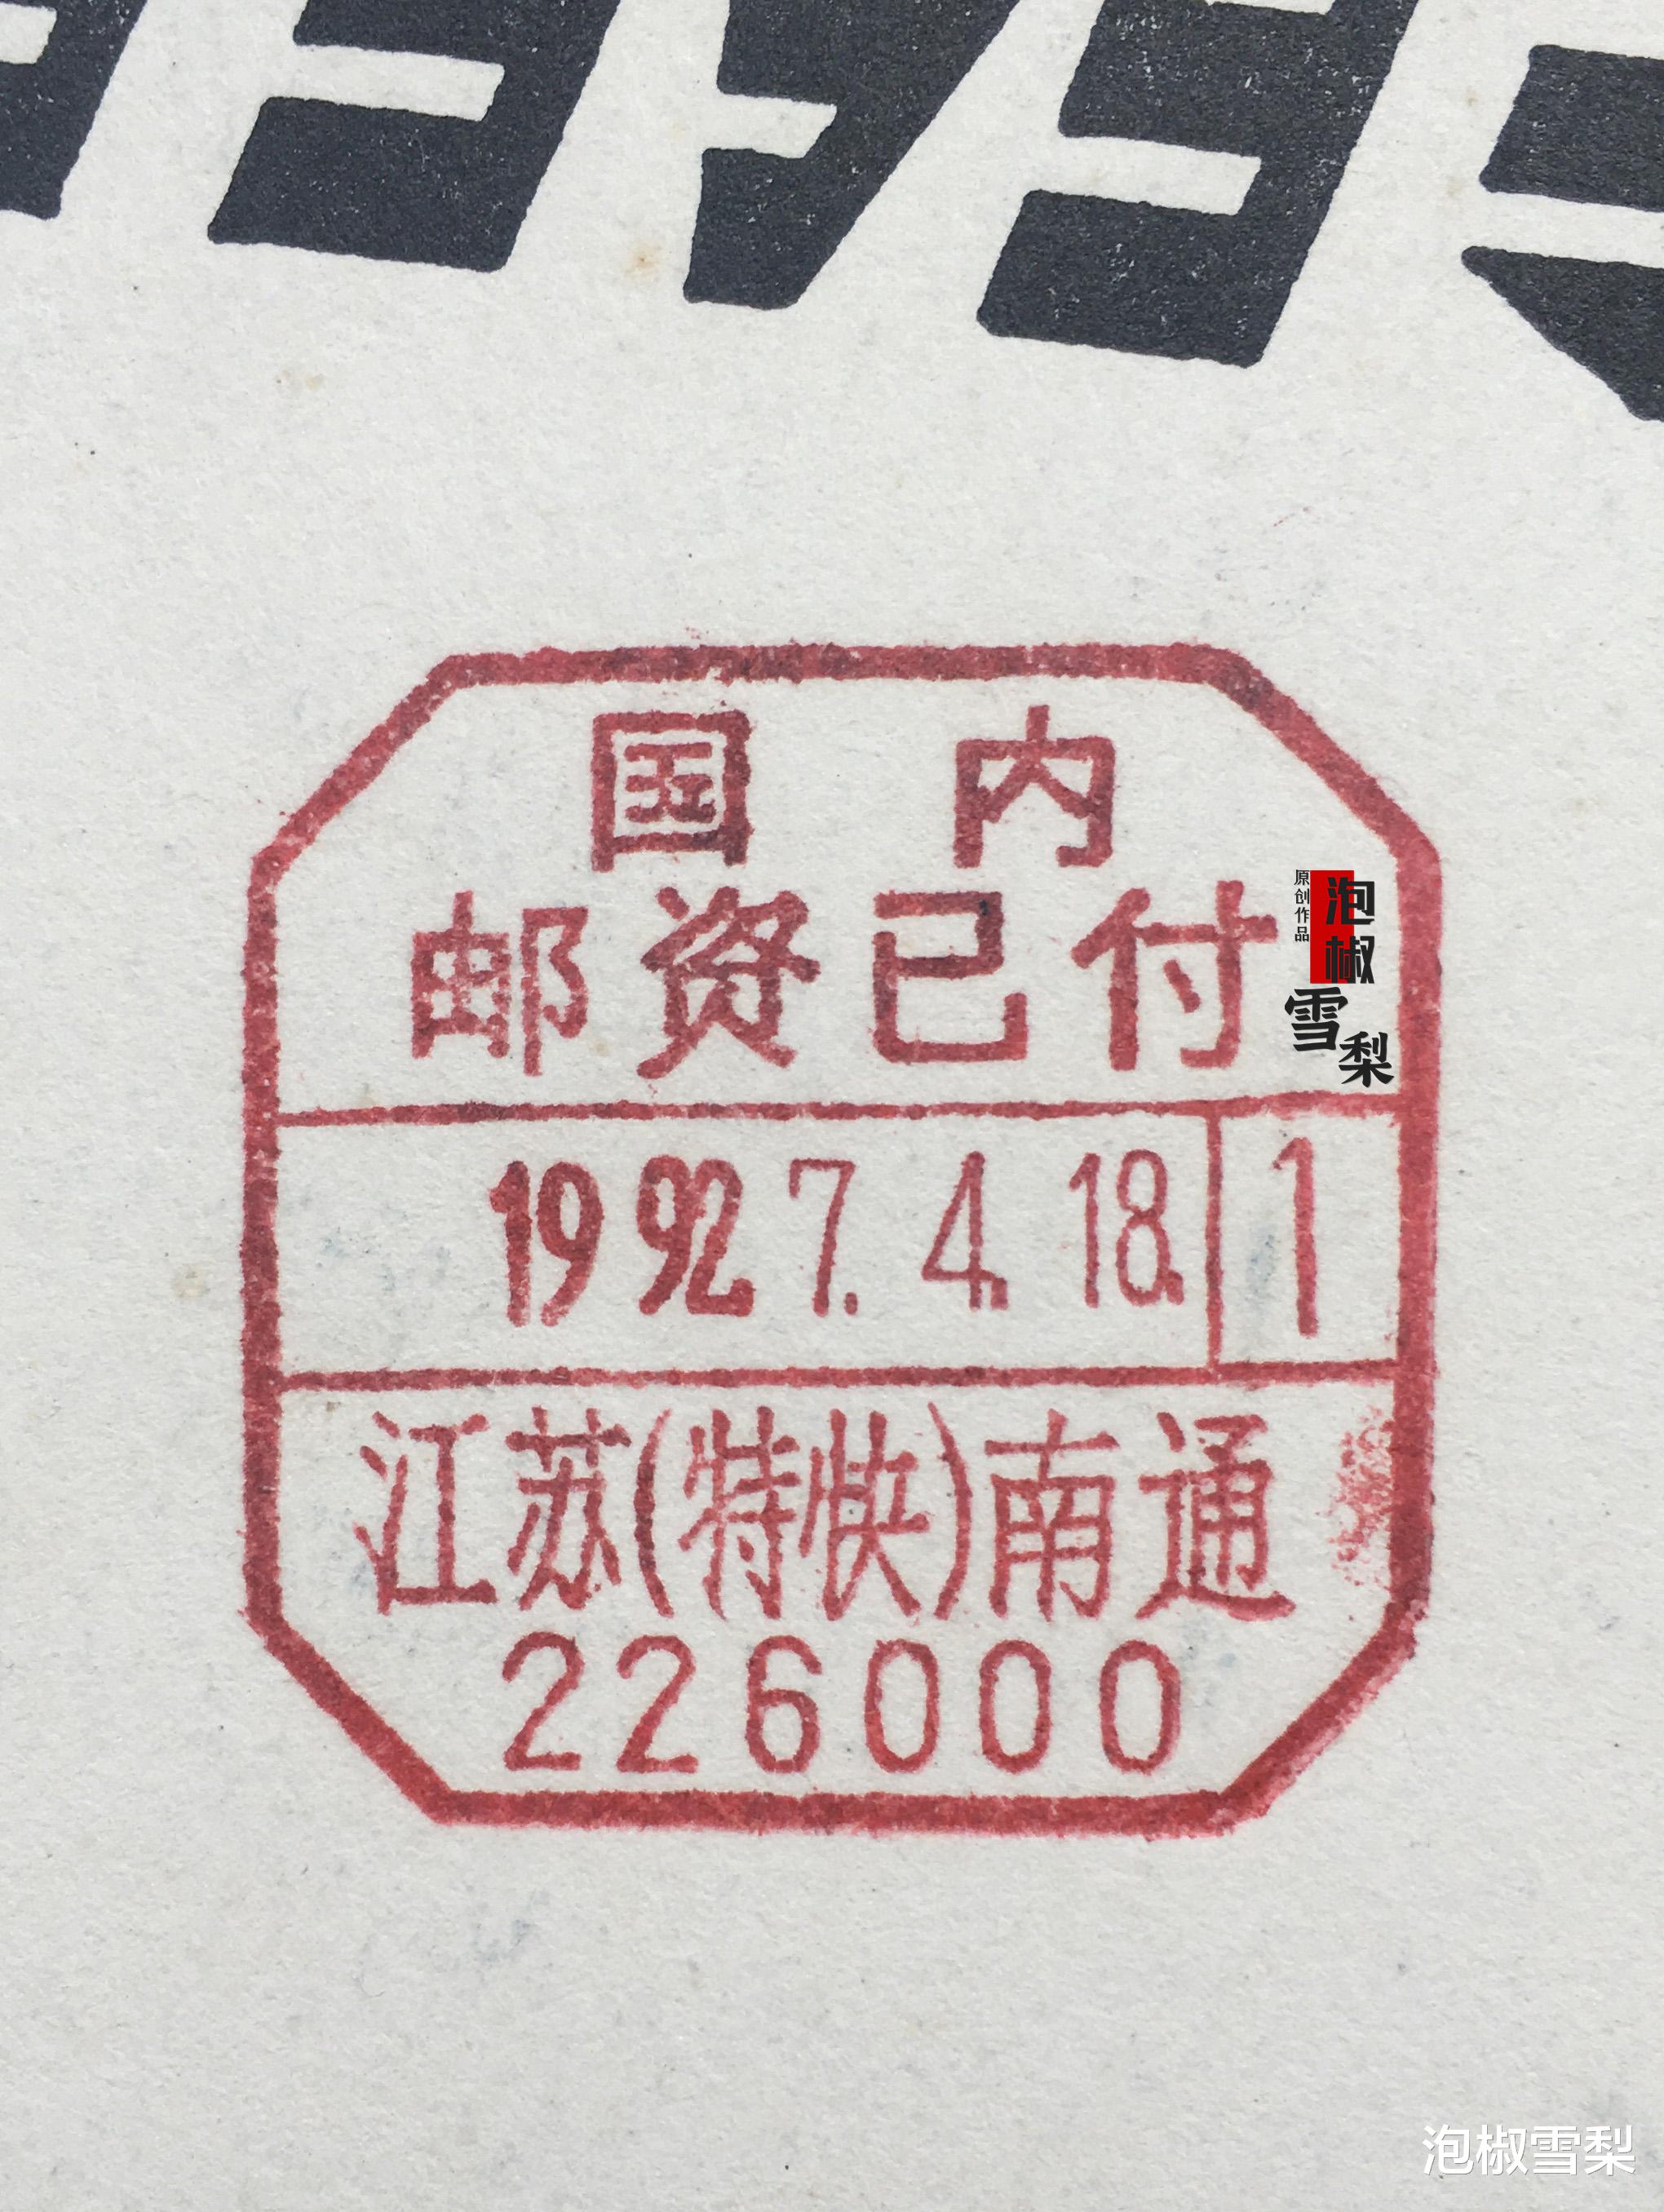 国 内
邮资已付
原创作品
泡椒
雪梨
1992 7. 4. 18. 1
江苏(特快)南通
226000
泡椒雪梨